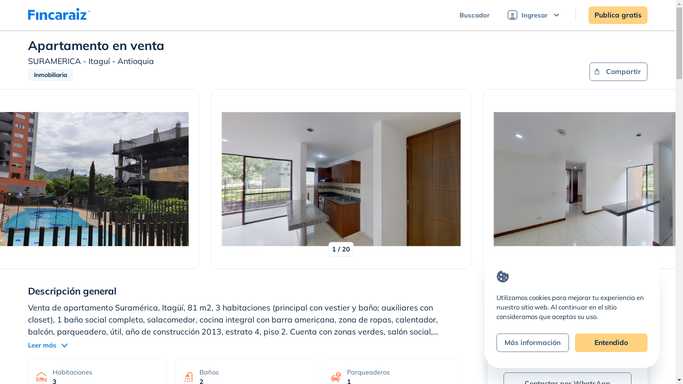 Fincaraiz
Buscador
Ingresar
Publica gratis
Apartamento en venta
SURAMERICA - Itaguí - Antioquia
Inmobiliaria
Compartir
1 / 20
Descripción general
Venta de apartamento Suramérica, Itagüí, 81 m2, 3 habitaciones (principal con vestier y baño; auxiliares con
closet), 1 baño social completo, salacomedor, cocina integral con barra americana, zona de ropas, calentador,
balcón, parqueadero, útil, año de construcción 2013, estrato 4, piso 2. Cuenta con zonas verdes, salón social,...
Leer más
Habitaciones
3
Baños
2
Parqueaderos
1
Utilizamos cookies para mejorar tu experiencia en
nuestro sitio web. Al continuar en el sitio
consideramos que aceptas su uso.
Más información
Entendido
Contactar por WhatsApp